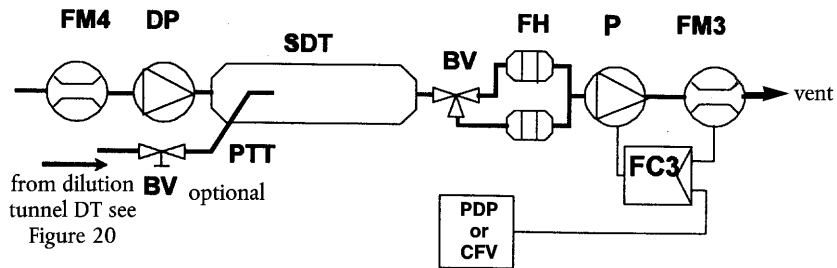 FM4
DP
SDT
BV
FH
P
FM3
vent
PTT
from dilution
tunnel DT see
Figure 20
BV
optional
FC3
PDP
or
CFV